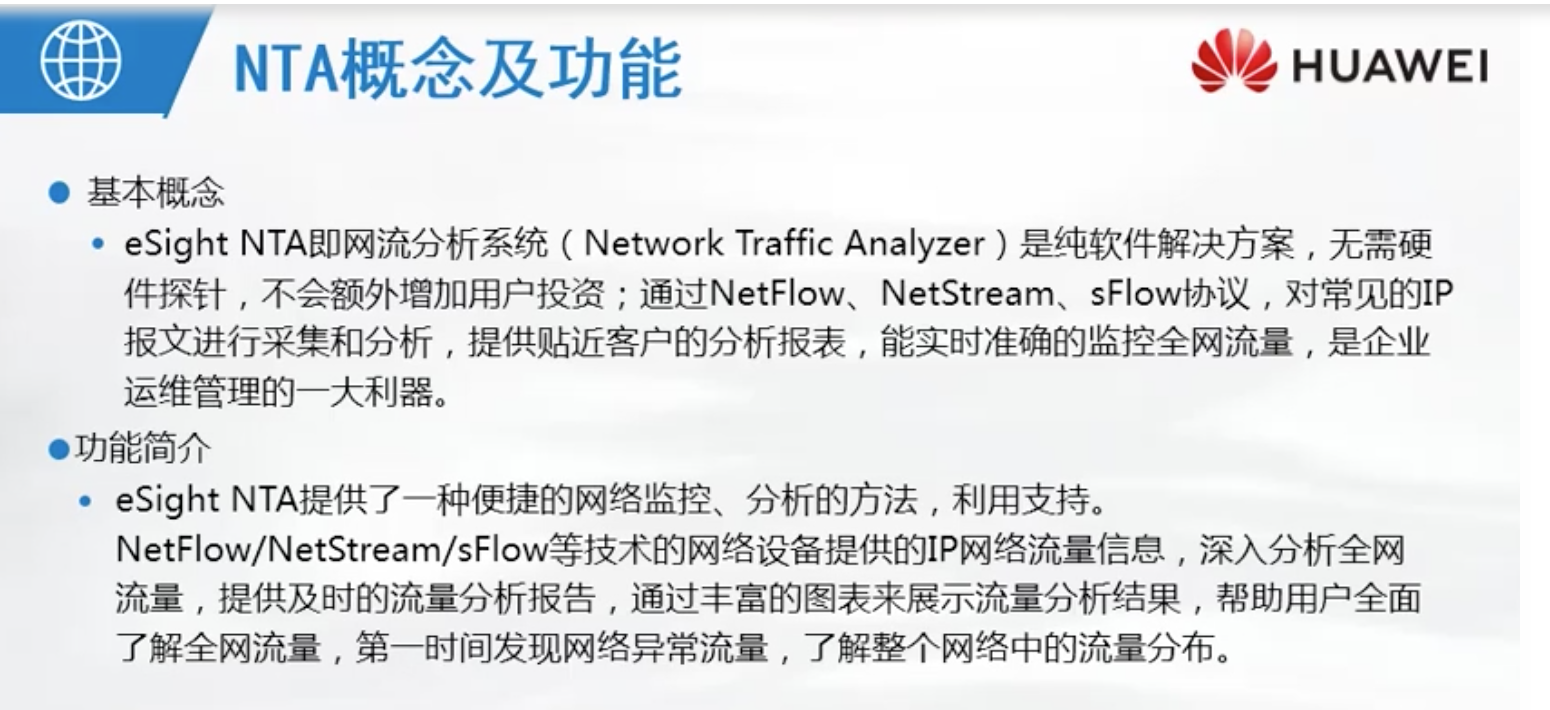 NTA概念及功能
HUAWEI
基本概念
eSight NTA即网流分析系统（Network Traffic Analyzer）是纯软件解决方案，无需硬
件探针，不会额外增加用户投资；通过NetFlow、NetStream、sFlow协议，对常见的IP
报文进行采集和分析，提供贴近客户的分析报表，能实时准确的监控全网流量，是企业
运维管理的一大利器。
功能简介
eSight NTA提供了一种便捷的网络监控、分析的方法，利用支持。
NetFlow/NetStream/sFlow等技术的网络设备提供的IP网络流量信息，深入分析全网
流量，提供及时的流量分析报告，通过丰富的图表来展示流量分析结果，帮助用户全面
了解全网流量，第一时间发现网络异常流量，了解整个网络中的流量分布。